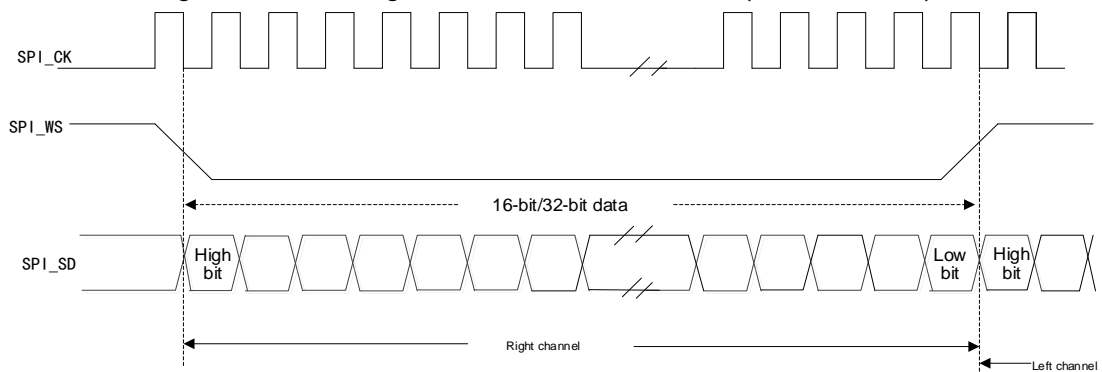 SPI_CK
SPI_WS
16-bit/32-bit data
SPI_SD
High
bit
Low
bit
High
bit
Right channel
Left channel